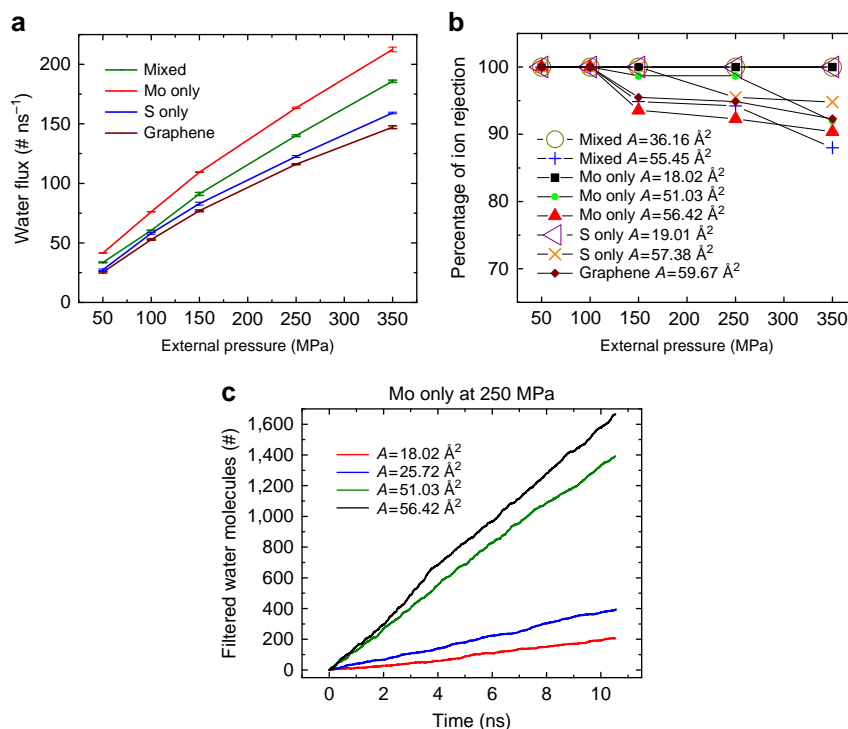 a
200
150
100
50
0
Water flux (# ns⁻¹)
Mixed
Mo only
S only
Graphene
50 100 150 200 250 300 350
External pressure (MPa)
b
100
90
80
70
Percentage of ion rejection
Mixed A=36.16 Å²
Mixed A=55.45 Å²
Mo only A=18.02 Å²
Mo only A=51.03 Å²
Mo only A=56.42 Å²
S only A=19.01 Å²
S only A=57.38 Å²
Graphene A=59.67 Å²
50 100 150 200 250 300 350
External pressure (MPa)
c
Mo only at 250 MPa
1,600
1,400
1,200
1,000
800
600
400
200
0
Filtered water molecules (#)
A=18.02 Å²
A=25.72 Å²
A=51.03 Å²
A=56.42 Å²
0 2 4 6 8 10
Time (ns)